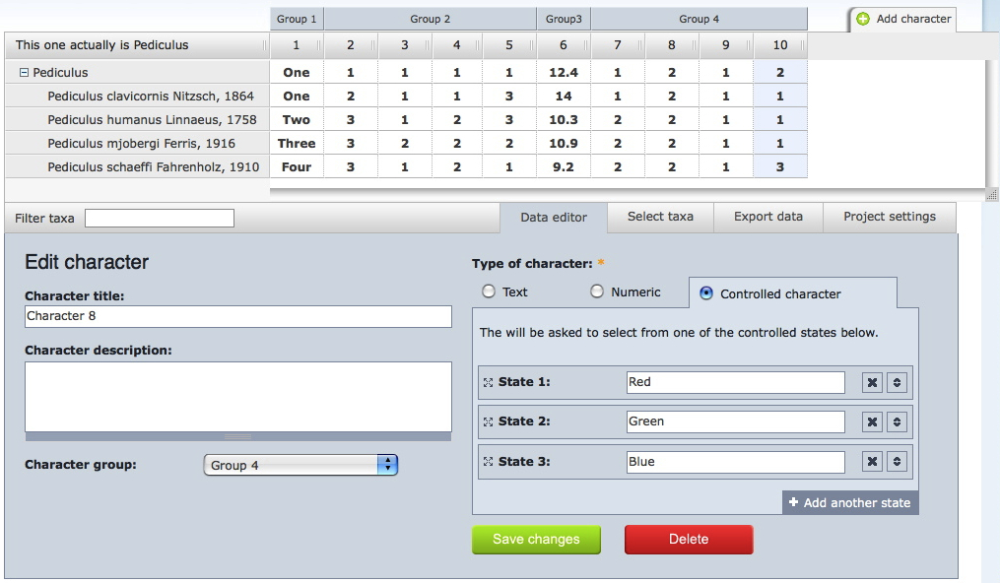 Group 1 Group 2 Group3 Group 4 Add character
This one actually is Pediculus 1 2 3 4 5 6 7 8 9 10
Pediculus One 1 1 1 1 12.4 1 2 1 2
Pediculus clavicornis Nitzsch, 1864 One 2 1 1 3 14 1 2 1 1
Pediculus humanus Linnaeus, 1758 Two 3 1 2 3 10.3 2 2 1 1
Pediculus mjobergi Ferris, 1916 Three 3 2 2 2 10.9 2 2 1 1
Pediculus schaeffi Fahrenholz, 1910 Four 3 1 2 1 9.2 2 2 1 3
Filter taxa Data editor Select taxa Export data Project settings
Edit character
Character title:
Character 8
Character description:
Character group: Group 4
Type of character: *
Text Numeric Controlled character
The will be asked to select from one of the controlled states below.
State 1: Red
State 2: Green
State 3: Blue
Add another state
Save changes Delete